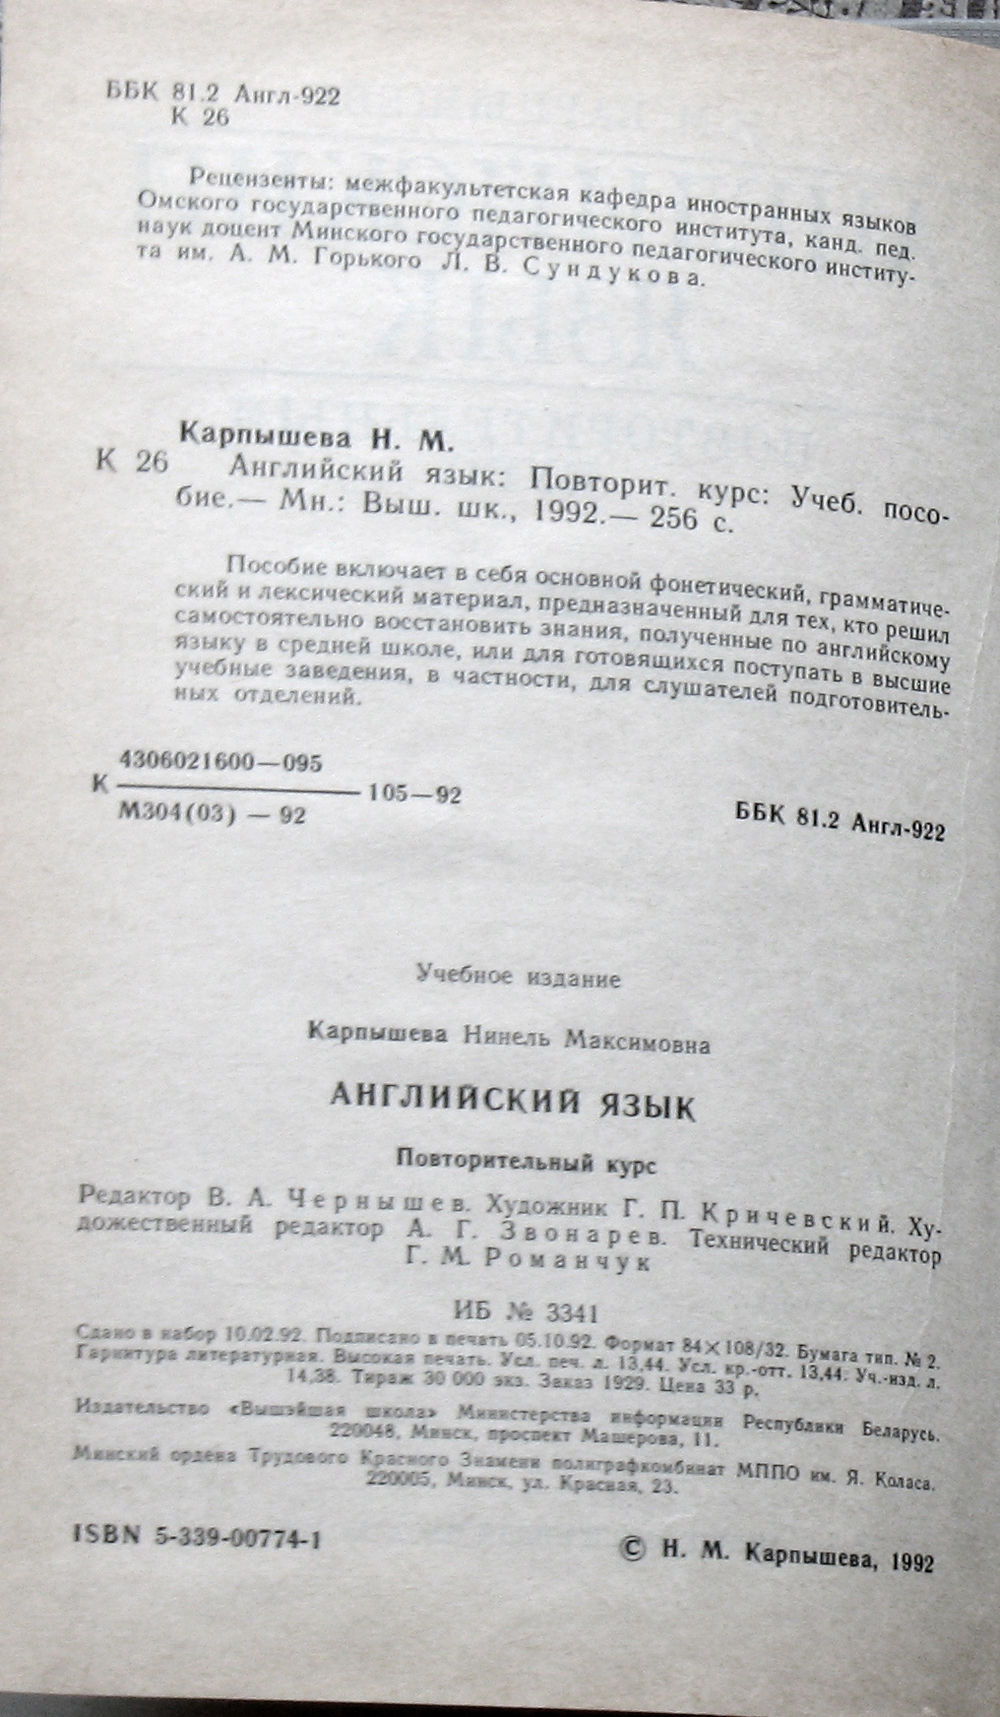 ББК 81.2 Англ-922
К 26
Рецензенты: межфакультетская кафедра иностранных языков
Омского государственного педагогического института, канд. пед.
наук доцент Минского государственного педагогического институ-
та им. А. М. Горького Л. В. Сундукова.
Карпышева Н. М.
К 26 Английский язык: Повторит. курс: Учеб. посо-
бие.— Мн.: Выш. шк., 1992.— 256 с.
Пособие включает в себя основной фонетический, грамматиче-
ский и лексический материал, предназначенный для тех, кто решил
самостоятельно восстановить знания, полученные по английскому
языку в средней школе, или для готовящихся поступать в высшие
учебные заведения, в частности, для слушателей подготовитель-
ных отделений.
4306021600—095
К 105—92
М304(03) — 92
ББК 81.2 Англ-922
Учебное издание
Карпышева Нинель Максимовна
АНГЛИЙСКИЙ ЯЗЫК
Повторительный курс
Редактор В. А. Чернышев. Художник Г. П. Кричевский. Ху-
дожественный редактор А. Г. Звонарев. Технический редактор
Г. М. Романчук
ИБ № 3341
Сдано в набор 10.02.92. Подписано в печать 05.10.92. Формат 84×108/32. Бумага тип. № 2.
Гарнитура литературная. Высокая печать. Усл. печ. л. 13,44. Усл. кр.-отт. 13,44. Уч.-изд. л.
14,38. Тираж 30 000 экз. Заказ 1929. Цена 33 р.
Издательство «Вышэйшая школа» Министерства информации Республики Беларусь.
220048, Минск, проспект Машерова, 11.
Минский ордена Трудового Красного Знамени полиграфкомбинат МППО им. Я. Коласа.
220005, Минск, ул. Красная, 23.
ISBN 5-339-00774-1
© Н. М. Карпышева, 1992